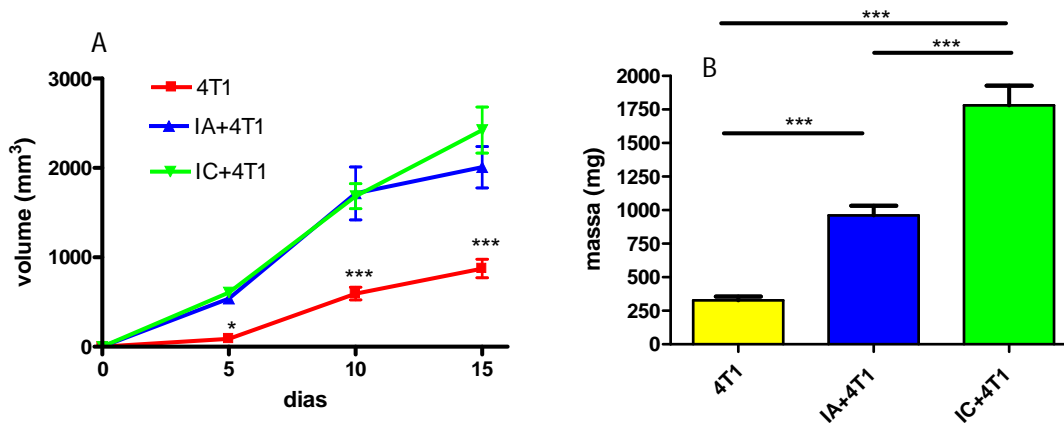 A
3000
2000
1000
0
volume (mm³)
4T1
IA+4T1
IC+4T1
*
***
***
0 5 10 15
dias
B
***
***
***
2000
1750
1500
1250
1000
750
500
250
0
massa (mg)
4T1
IA+4T1
IC+4T1